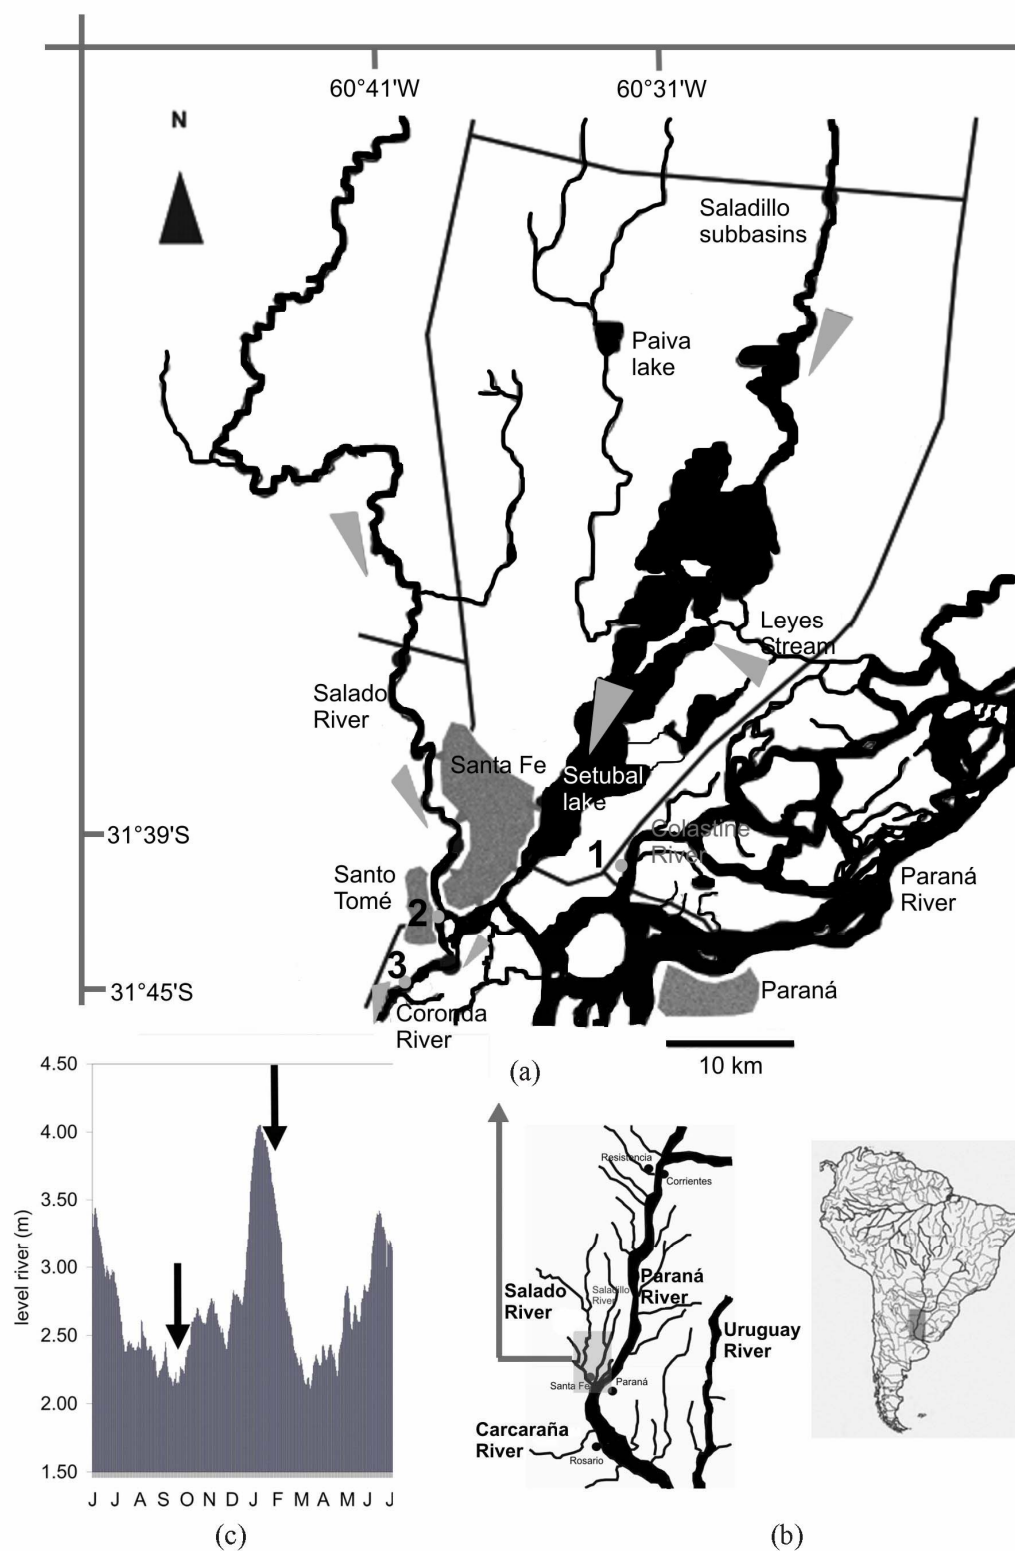 60°41'W
60°31'W
N
Saladillo
subbasins
Paiva
lake
Leyes
Stream
Salado
River
Santa Fe
Setubal
lake
31°39'S
Colastine
River
1
Santo
Tomé
Paraná
River
2
3
31°45'S
Paraná
Coronda
River
10 km
(a)
4.50
4.00
3.50
3.00
2.50
2.00
1.50
level river (m)
J J A S O N D J F M A M J J
(c)
Resistencia
Corrientes
Salado
River
Saladillo
River
Paraná
River
Uruguay
River
Santa Fe
Paraná
Carcaraña
River
Rosario
(b)